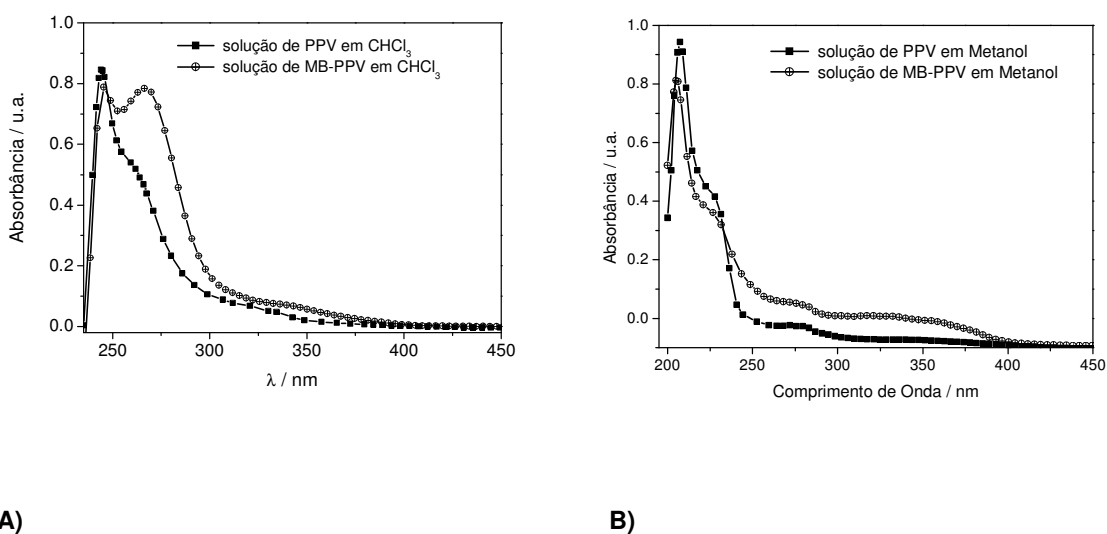 1.0
0.8
0.6
0.4
0.2
0.0
250
300
350
400
450
Absorbância / u.a.
λ / nm
solução de PPV em CHCl3
solução de MB-PPV em CHCl3
1.0
0.8
0.6
0.4
0.2
0.0
200
250
300
350
400
450
Absorbância / u.a.
Comprimento de Onda / nm
solução de PPV em Metanol
solução de MB-PPV em Metanol
A)
B)